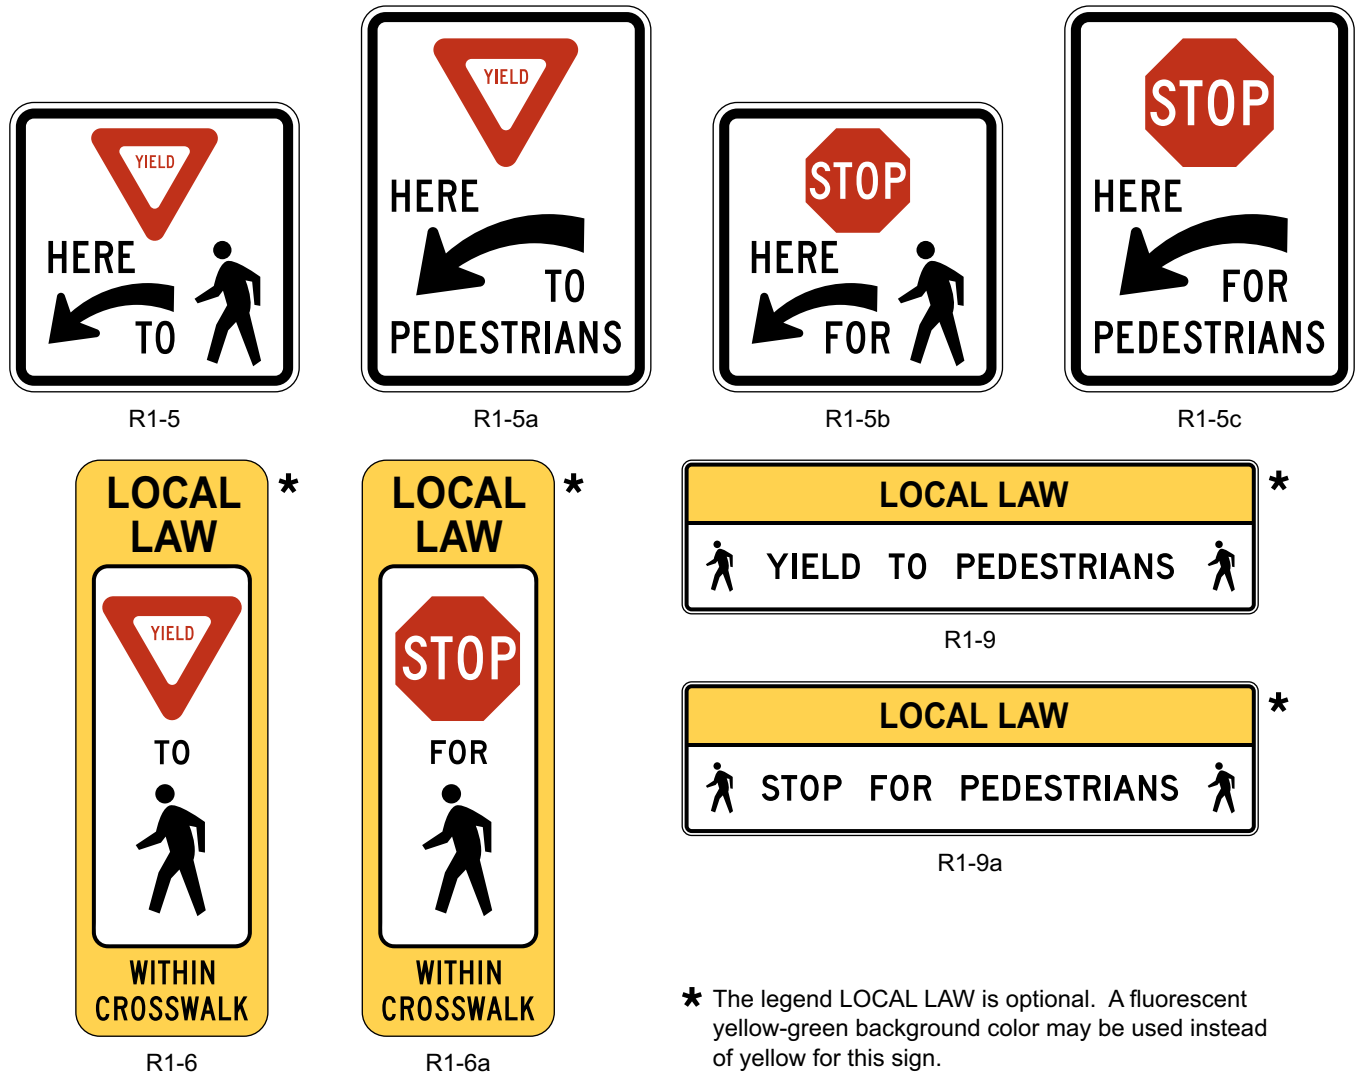 YIELD
HERE
TO
R1-5
YIELD
HERE
TO
PEDESTRIANS
R1-5a
STOP
HERE
FOR
R1-5b
STOP
HERE
FOR
PEDESTRIANS
R1-5c
LOCAL
LAW
*
YIELD
TO
WITHIN
CROSSWALK
R1-6
LOCAL
LAW
*
STOP
FOR
WITHIN
CROSSWALK
R1-6a
LOCAL LAW
*
YIELD TO PEDESTRIANS
R1-9
LOCAL LAW
*
STOP FOR PEDESTRIANS
R1-9a
* The legend LOCAL LAW is optional. A fluorescent
yellow-green background color may be used instead
of yellow for this sign.